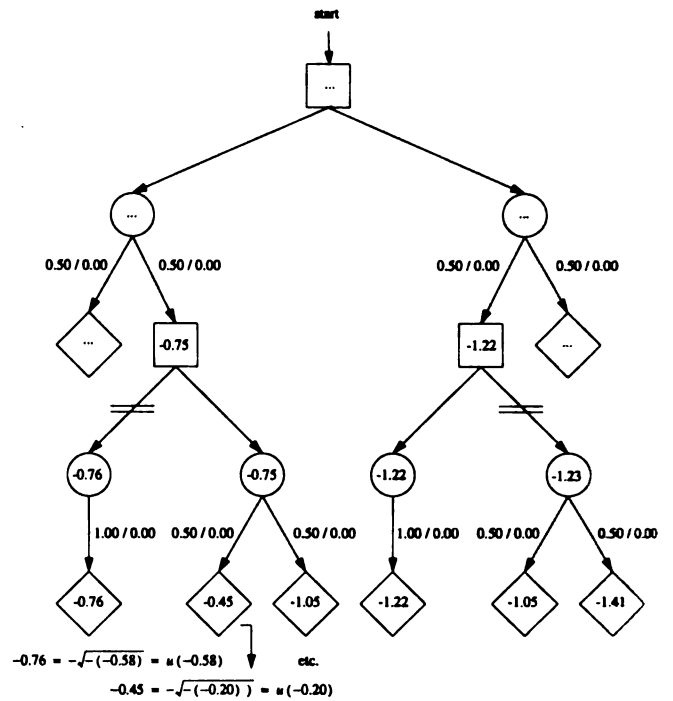 start
...
... ...
0.50 / 0.00 0.50 / 0.00 0.50 / 0.00 0.50 / 0.00
... -0.75 -1.22 ...
-0.76 -0.75 -1.22 -1.23
1.00 / 0.00 0.50 / 0.00 0.50 / 0.00 1.00 / 0.00 0.50 / 0.00 0.50 / 0.00
-0.76 -0.45 -1.05 -1.22 -1.05 -1.41
-0.76 = -√-(-0.58) = u(-0.58) etc.
-0.45 = -√-(-0.20) ) = u(-0.20)